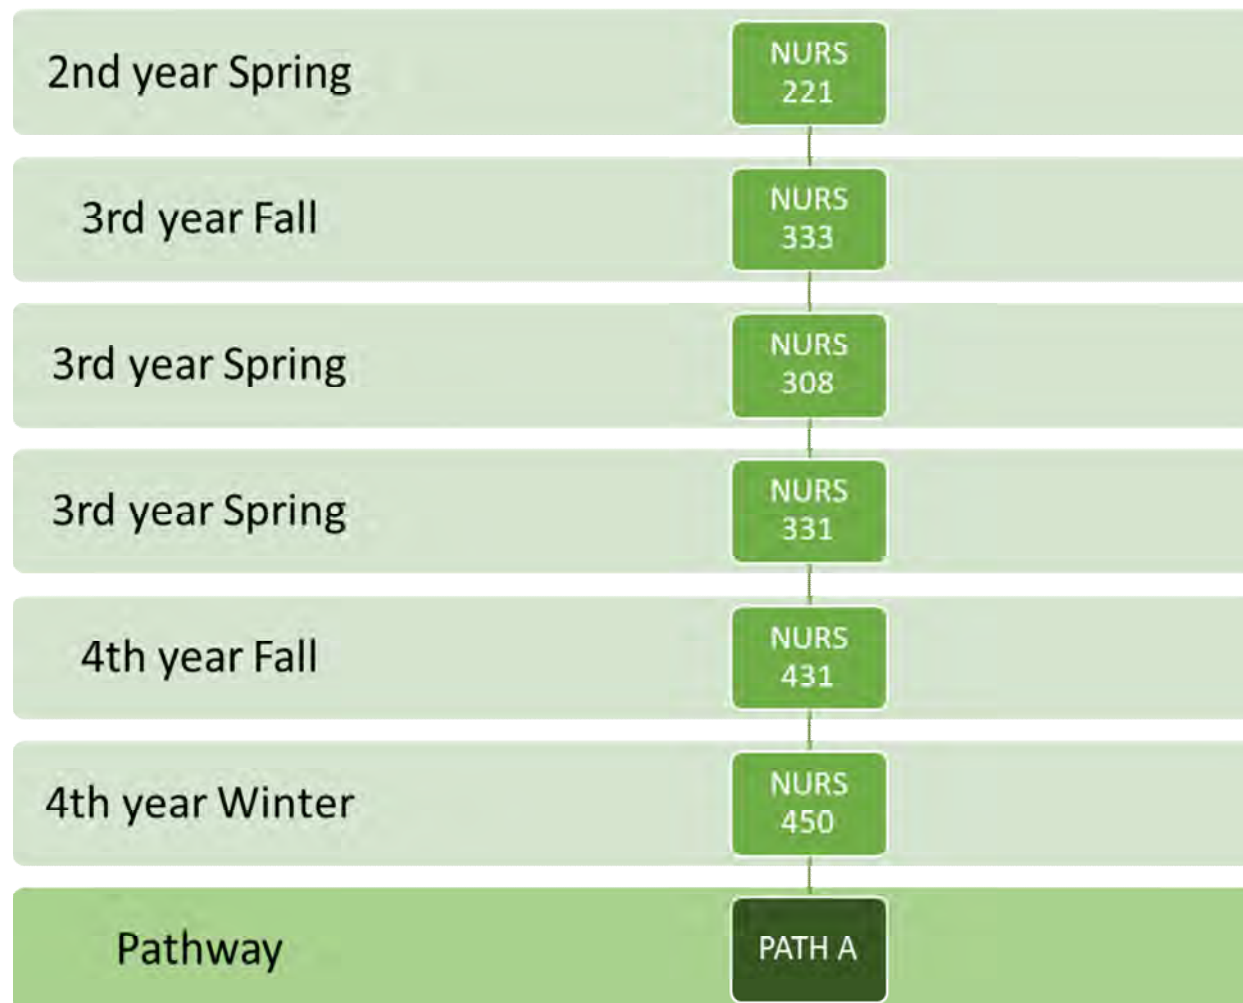 2nd year Spring
NURS
221
3rd year Fall
NURS
333
3rd year Spring
NURS
308
3rd year Spring
NURS
331
4th year Fall
NURS
431
4th year Winter
NURS
450
Pathway
PATH A